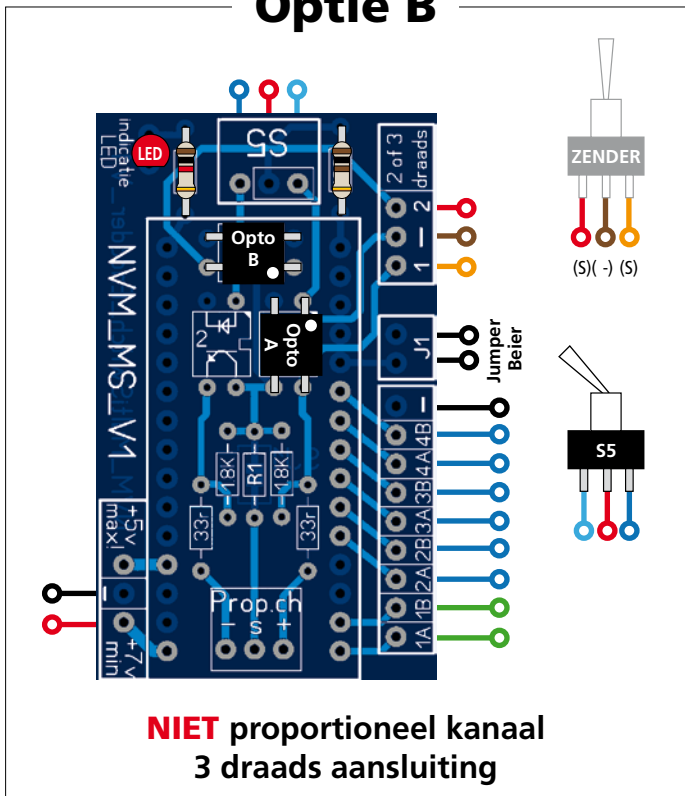 Optie B
indicatie
LED
LED
S5
2 of 3
draads
ZENDER
(S)( -) (S)
2
–
1
Opto
B
Opto
A
2
NVM_MS_V1
J1
Jumper
Beier
S5
–
4B
4A
3B
3A
2B
2A
1B
1A
18K
R1
18K
33r
33r
+5v
max!
–
+7v
min
Prop.ch
– s +
NIET proportioneel kanaal
3 draads aansluiting